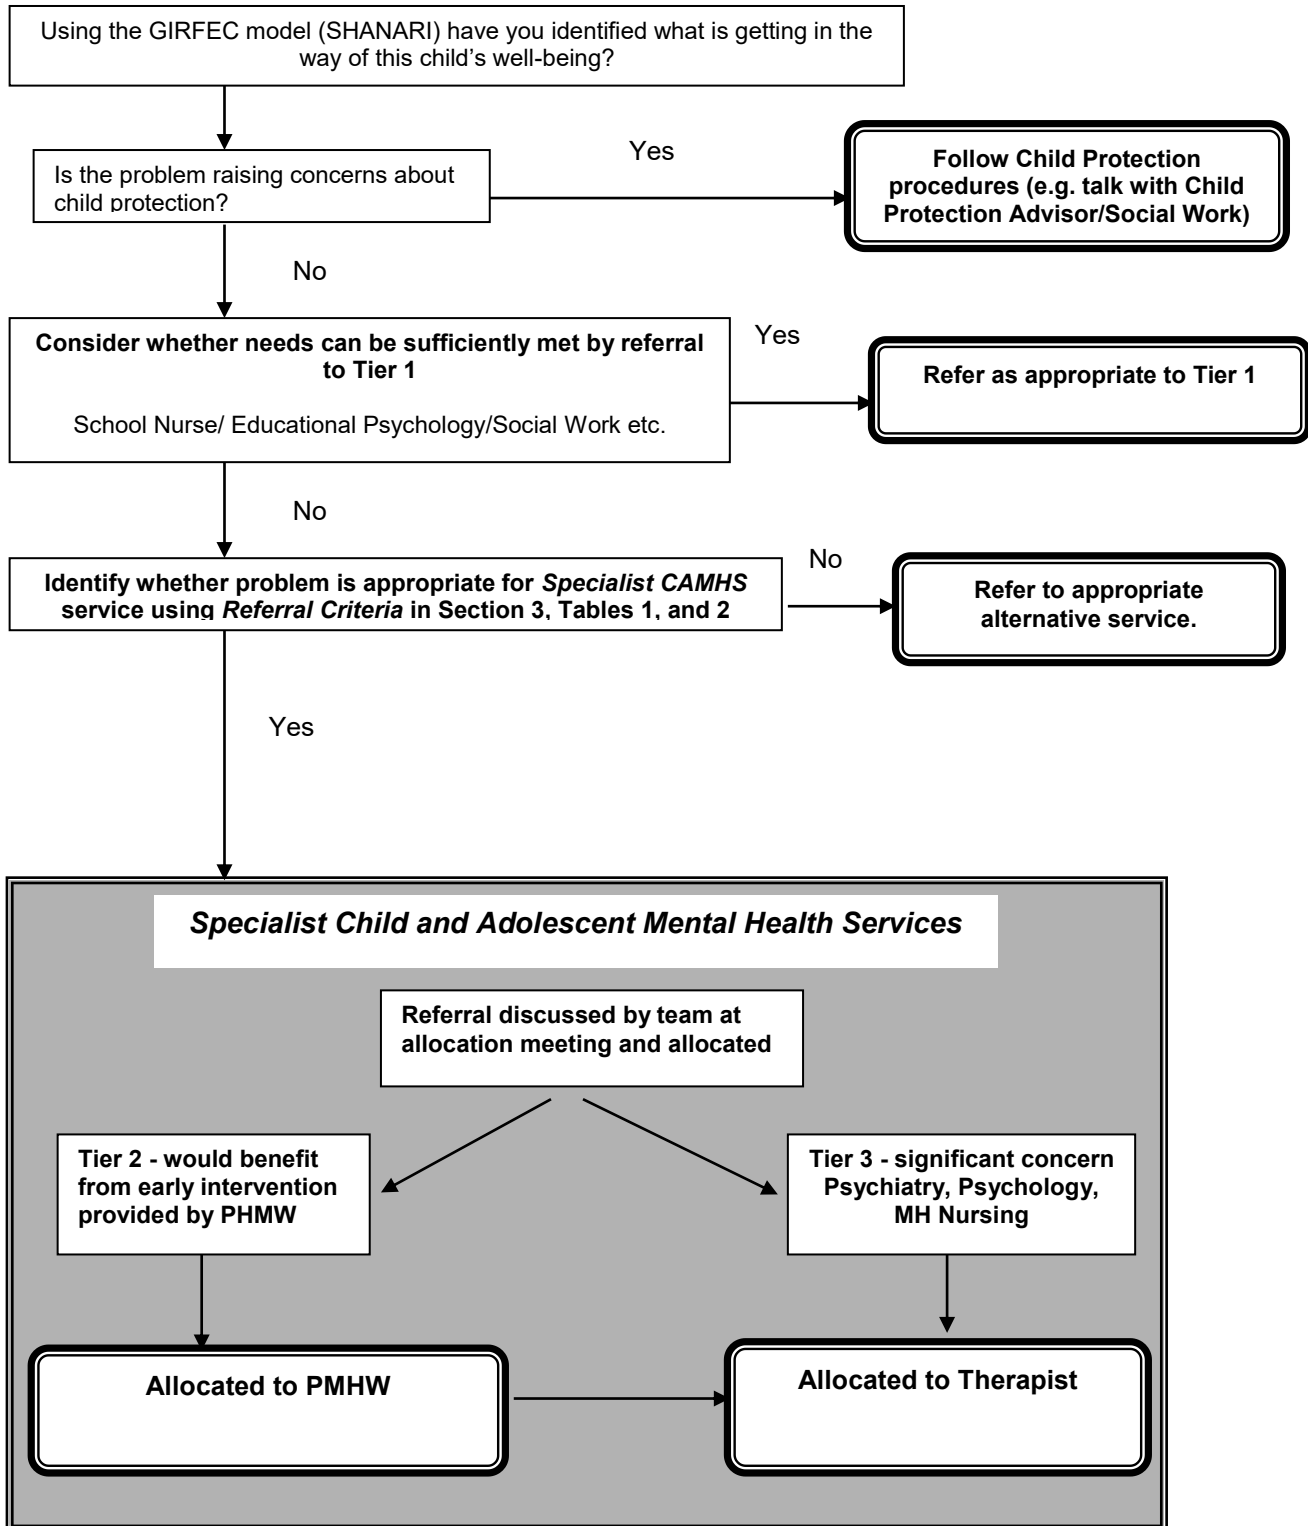 Using the GIRFEC model (SHANARI) have you identified what is getting in the
way of this child's well-being?
Is the problem raising concerns about
child protection?
Yes
Follow Child Protection
procedures (e.g. talk with Child
Protection Advisor/Social Work)
No
Consider whether needs can be sufficiently met by referral
to Tier 1
School Nurse/ Educational Psychology/Social Work etc.
Yes
Refer as appropriate to Tier 1
No
Identify whether problem is appropriate for Specialist CAMHS
service using Referral Criteria in Section 3, Tables 1, and 2
No
Refer to appropriate
alternative service.
Yes
Specialist Child and Adolescent Mental Health Services
Referral discussed by team at
allocation meeting and allocated
Tier 2 - would benefit
from early intervention
provided by PHMW
Tier 3 - significant concern
Psychiatry, Psychology,
MH Nursing
Allocated to PMHW
Allocated to Therapist